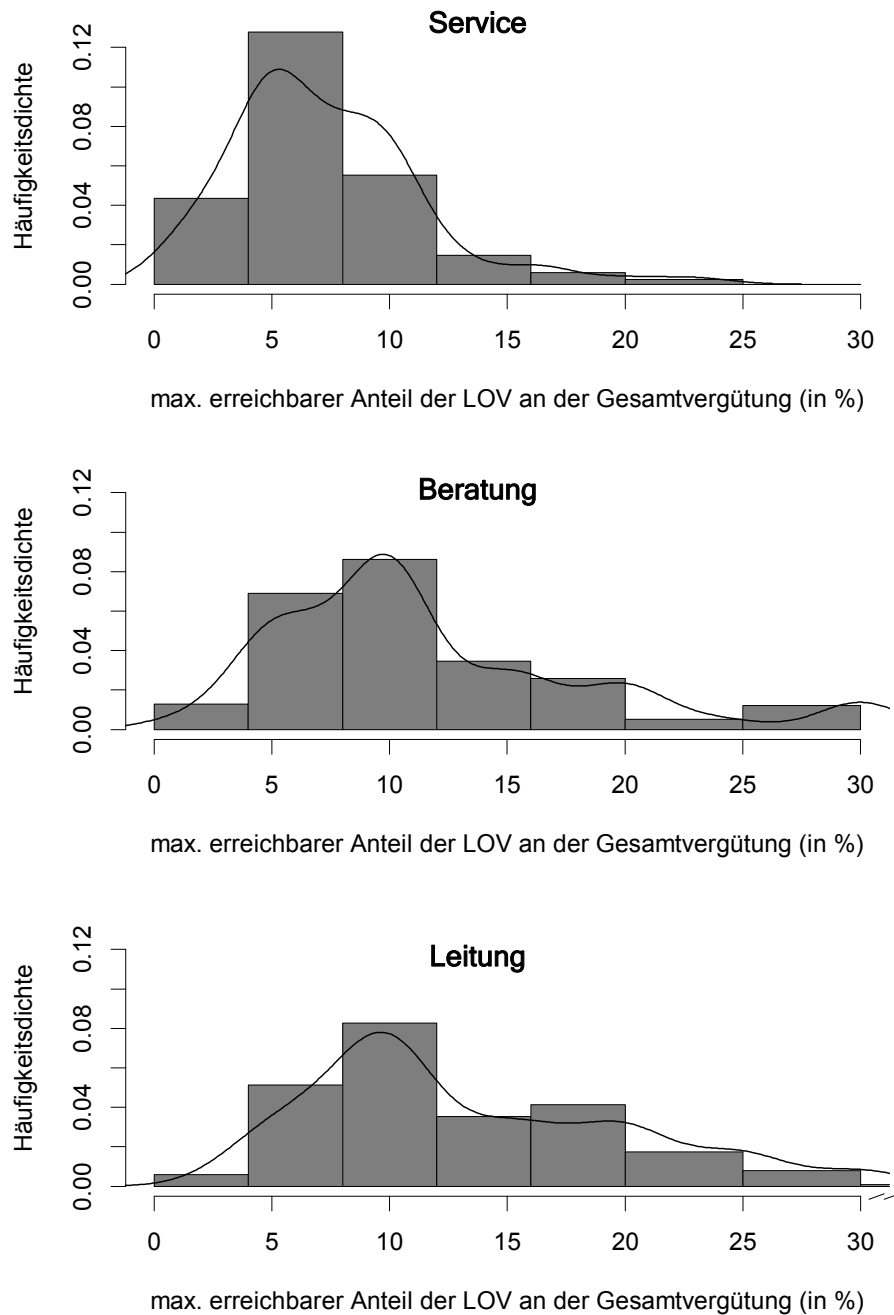 Service
Häufigkeitsdichte
0.00 0.04 0.08 0.12
0 5 10 15 20 25 30
max. erreichbarer Anteil der LOV an der Gesamtvergütung (in %)
Beratung
Häufigkeitsdichte
0.00 0.04 0.08 0.12
0 5 10 15 20 25 30
max. erreichbarer Anteil der LOV an der Gesamtvergütung (in %)
Leitung
Häufigkeitsdichte
0.00 0.04 0.08 0.12
0 5 10 15 20 25 30
max. erreichbarer Anteil der LOV an der Gesamtvergütung (in %)